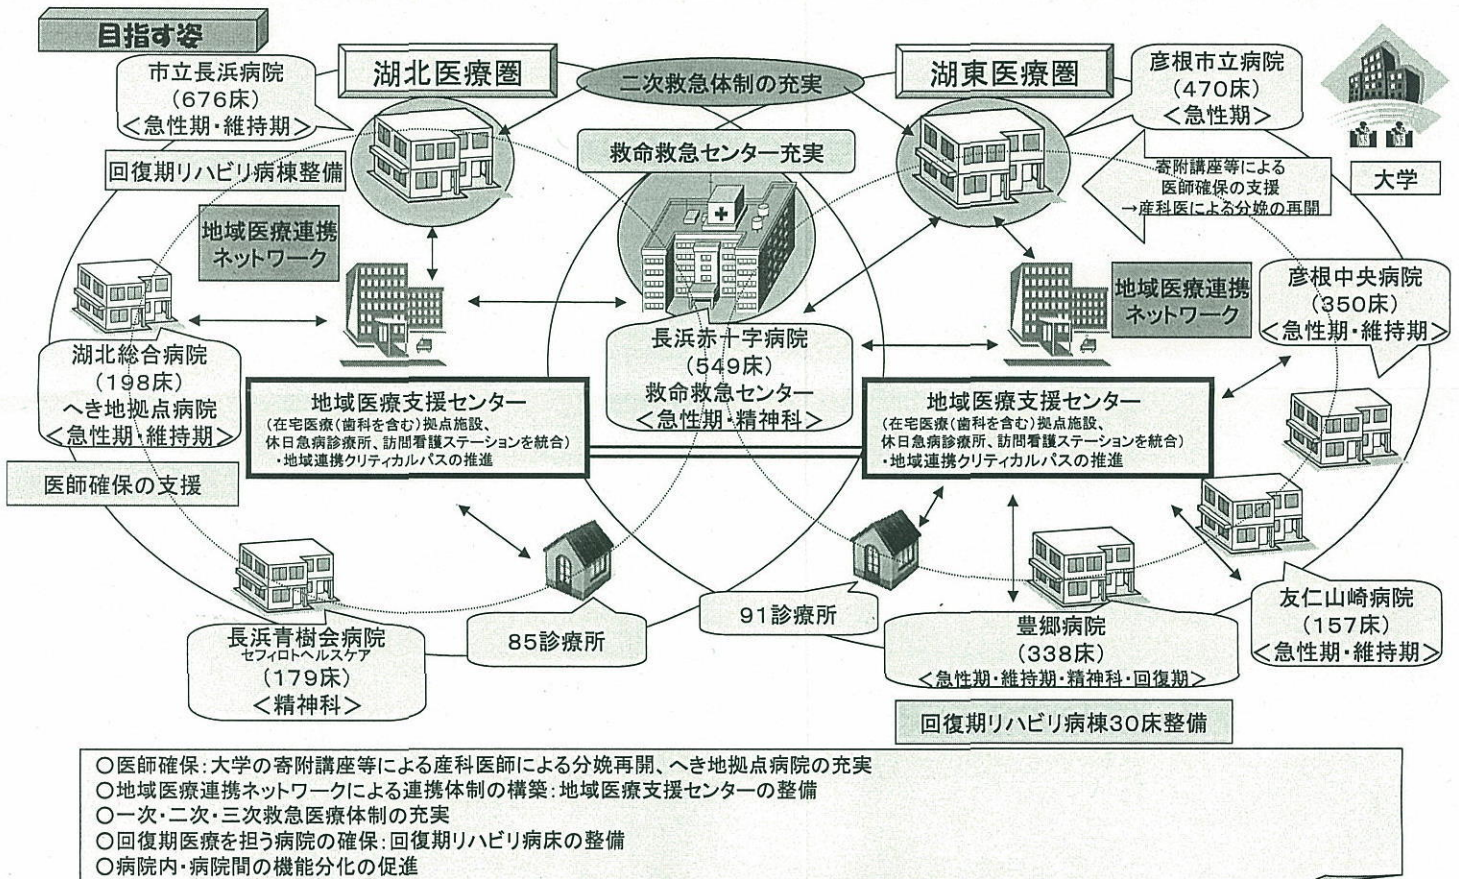 目指す姿
市立長浜病院
(676床)
<急性期・維持期>
湖北医療圏
二次救急体制の充実
湖東医療圏
彦根市立病院
(470床)
<急性期>
回復期リハビリ病棟整備
救命救急センター充実
寄附講座等による
医師確保の支援
→産科医による分娩の再開
大学
地域医療連携
ネットワーク
地域医療連携
ネットワーク
彦根中央病院
(350床)
<急性期・維持期>
湖北総合病院
(198床)
へき地拠点病院
<急性期・維持期>
長浜赤十字病院
(549床)
救命救急センター
<急性期・精神科>
地域医療支援センター
(在宅医療(歯科を含む)拠点施設、
休日急病診療所、訪問看護ステーションを統合)
・地域連携クリティカルパスの推進
地域医療支援センター
(在宅医療(歯科を含む)拠点施設、
休日急病診療所、訪問看護ステーションを統合)
・地域連携クリティカルパスの推進
医師確保の支援
長浜青樹会病院
セフィロトヘルスケア
(179床)
<精神科>
85診療所
91診療所
豊郷病院
(338床)
<急性期・維持期・精神科・回復期>
友仁山崎病院
(157床)
<急性期・維持期>
回復期リハビリ病棟30床整備
○医師確保:大学の寄附講座等による産科医師による分娩再開、へき地拠点病院の充実
○地域医療連携ネットワークによる連携体制の構築:地域医療支援センターの整備
○一次・二次・三次救急医療体制の充実
○回復期医療を担う病院の確保:回復期リハビリ病床の整備
○病院内・病院間の機能分化の促進